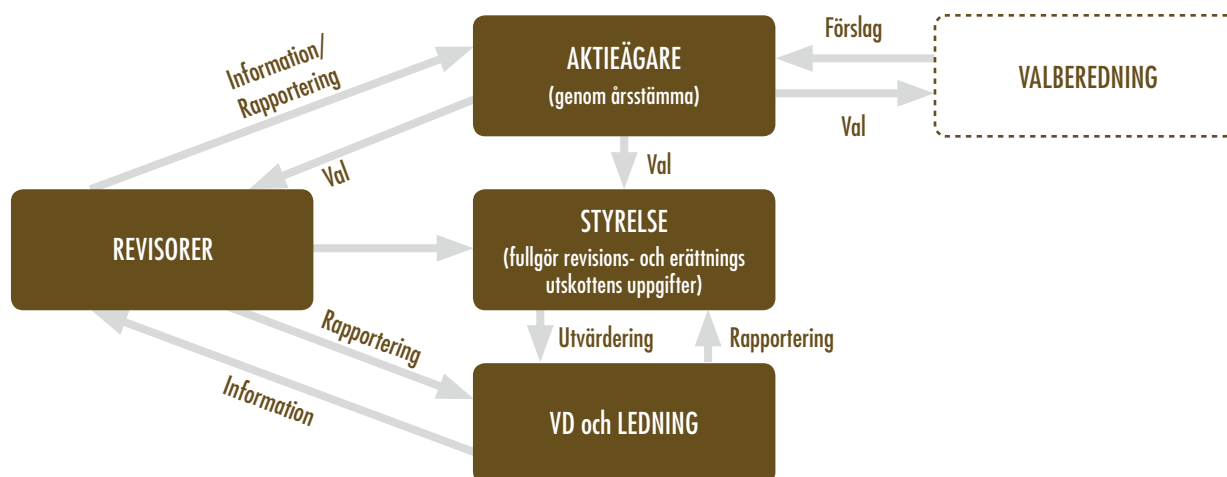 Förslag
Information/
Rapportering
AKTIEÄGARE
(genom årsstämma)
VALBEREDNING
Val
Val
Val
REVISORER
STYRELSE
(fullgör revisions- och erättnings
utskottens uppgifter)
Rapportering
Utvärdering
Rapportering
Information
VD och LEDNING